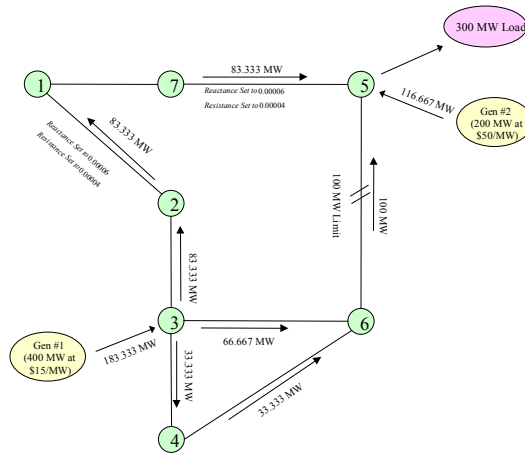 300 MW Load
83.333 MW
1
7
5
Reactance Set to 0.00006
Resistance Set to 0.00004
116.667 MW
Gen #2
(200 MW at
$50/MW)
83.333 MW
Reactance Set to 0.00006
Resistance Set to 0.00004
100 MW Limit
100 MW
2
83.333 MW
3
6
Gen #1
(400 MW at
$15/MW)
183.333 MW
66.667 MW
33.333 MW
33.333 MW
4